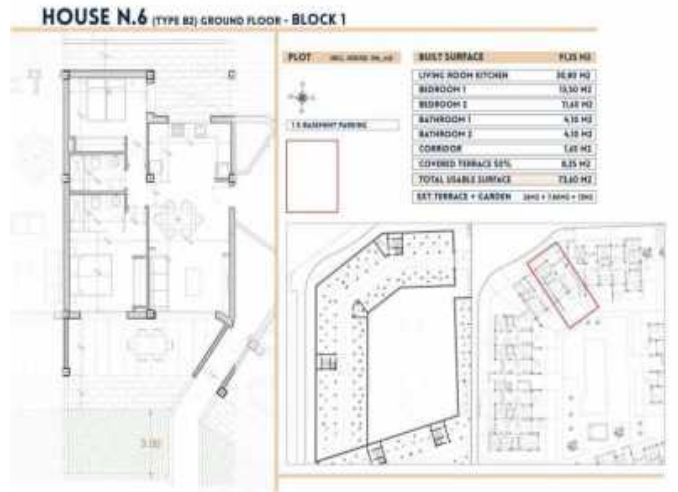 HOUSE N.6 (TYPE B2) GROUND FLOOR - BLOCK 1
PLOT
BUILT SURFACE 91,25 M2
LIVING ROOM KITCHEN 30,80 M2
BEDROOM 1 13,50 M2
BEDROOM 2 11,60 M2
BATHROOM 1 4,10 M2
BATHROOM 2 4,10 M2
CORRIDOR 1,60 M2
COVERED TERRACE 50% 8,25 M2
TOTAL USABLE SURFACE 73,60 M2
EXT. TERRACE + GARDEN
BASEMENT PARKING
3.00